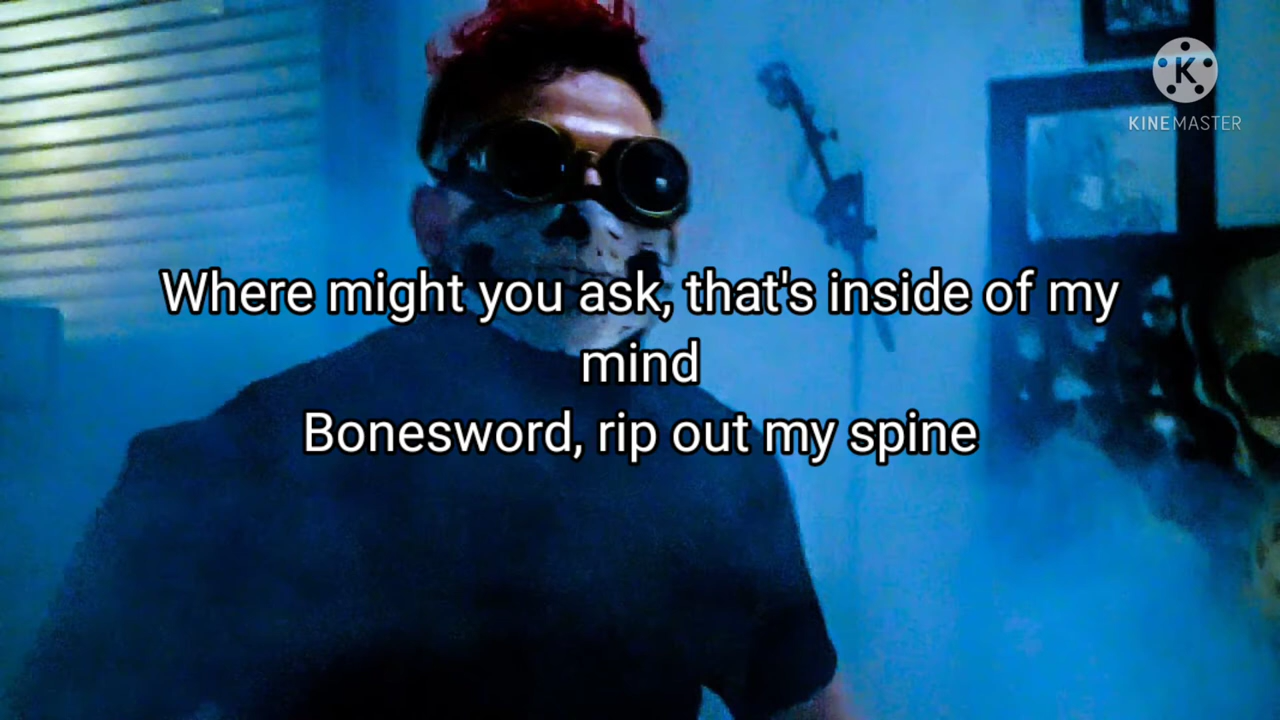 KINEMASTER
Where might you ask, that's inside of my
mind
Bonesword, rip out my spine